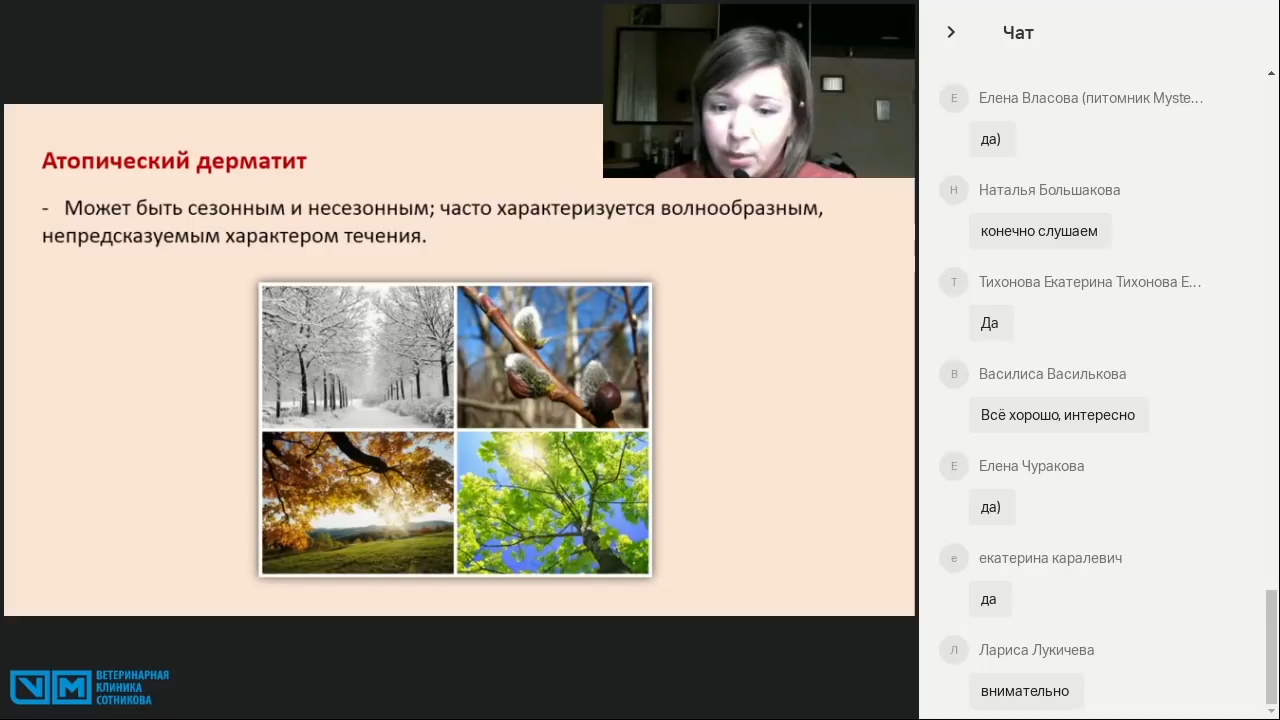 Атопический дерматит
- Может быть сезонным и несезонным; часто характеризуется волнообразным,
непредсказуемым характером течения.
VM ВЕТЕРИНАРНАЯ
КЛИНИКА
СОТНИКОВА
Чат
Е Елена Власова (питомник Myste...
да)
Н Наталья Большакова
конечно слушаем
Т Тихонова Екатерина Тихонова Е...
Да
В Василиса Василькова
Всё хорошо, интересно
Е Елена Чуракова
да)
е екатерина каралевич
да
Л Лариса Лукичева
внимательно